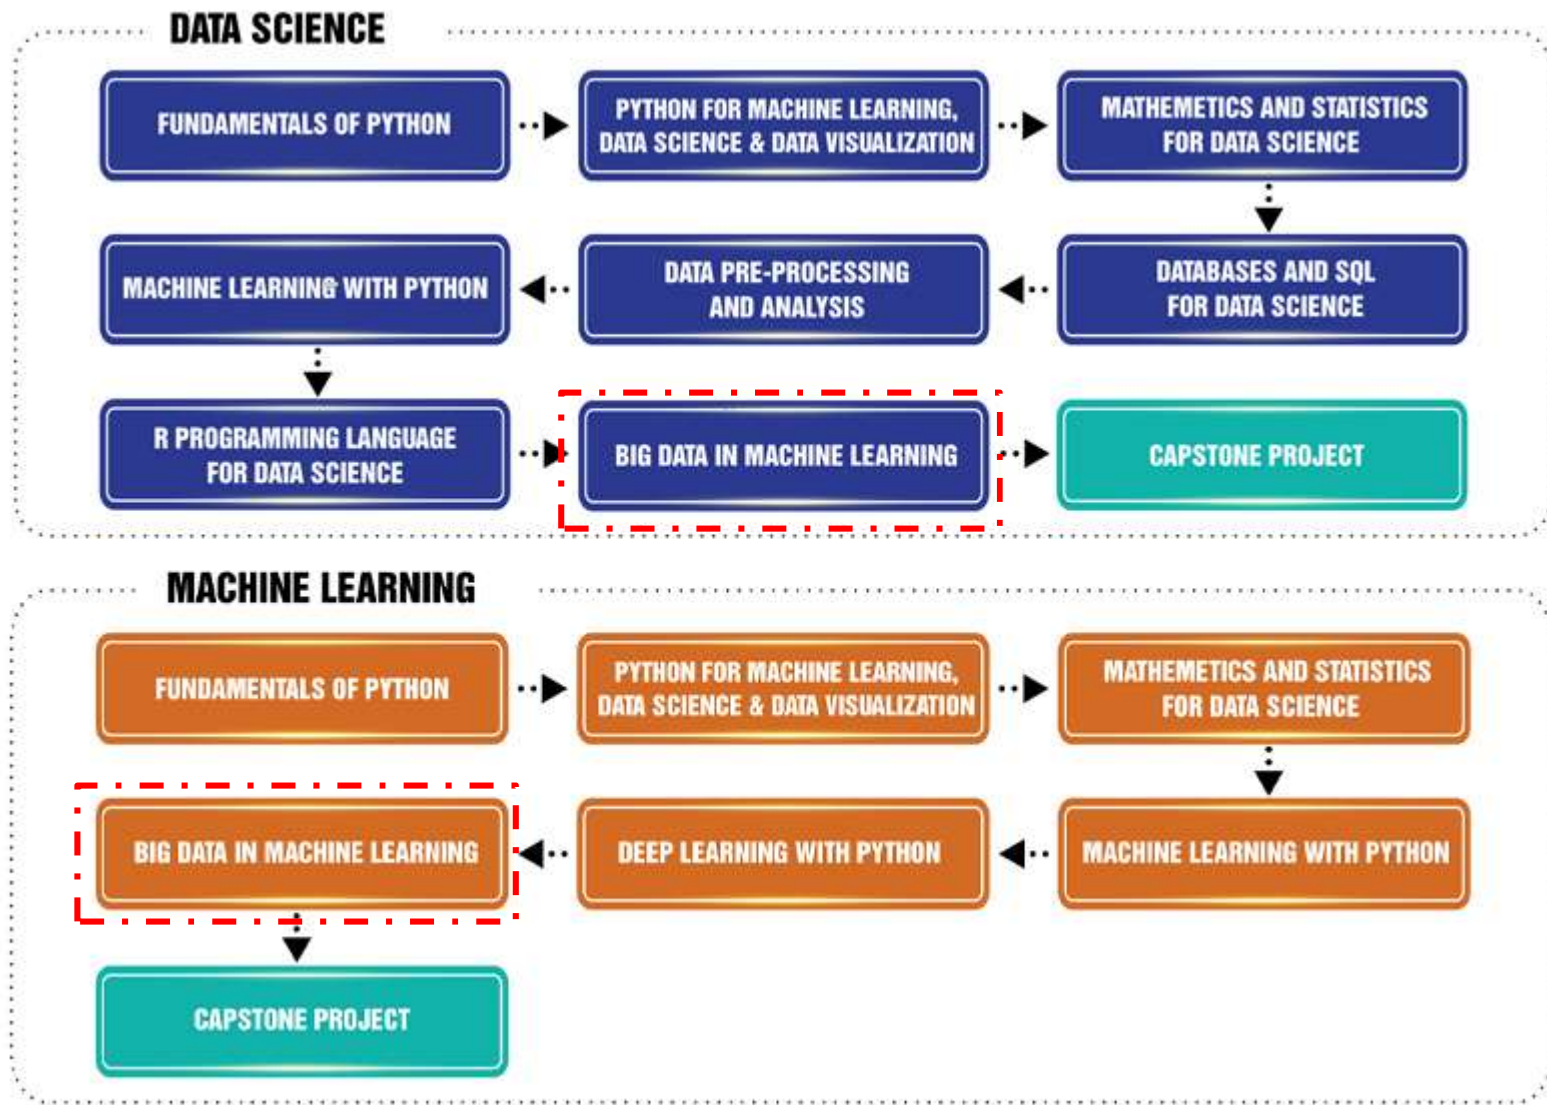 DATA SCIENCE
FUNDAMENTALS OF PYTHON
PYTHON FOR MACHINE LEARNING,
DATA SCIENCE & DATA VISUALIZATION
MATHEMETICS AND STATISTICS
FOR DATA SCIENCE
DATABASES AND SQL
FOR DATA SCIENCE
DATA PRE-PROCESSING
AND ANALYSIS
MACHINE LEARNING WITH PYTHON
R PROGRAMMING LANGUAGE
FOR DATA SCIENCE
BIG DATA IN MACHINE LEARNING
CAPSTONE PROJECT
MACHINE LEARNING
FUNDAMENTALS OF PYTHON
PYTHON FOR MACHINE LEARNING,
DATA SCIENCE & DATA VISUALIZATION
MATHEMETICS AND STATISTICS
FOR DATA SCIENCE
MACHINE LEARNING WITH PYTHON
DEEP LEARNING WITH PYTHON
BIG DATA IN MACHINE LEARNING
CAPSTONE PROJECT